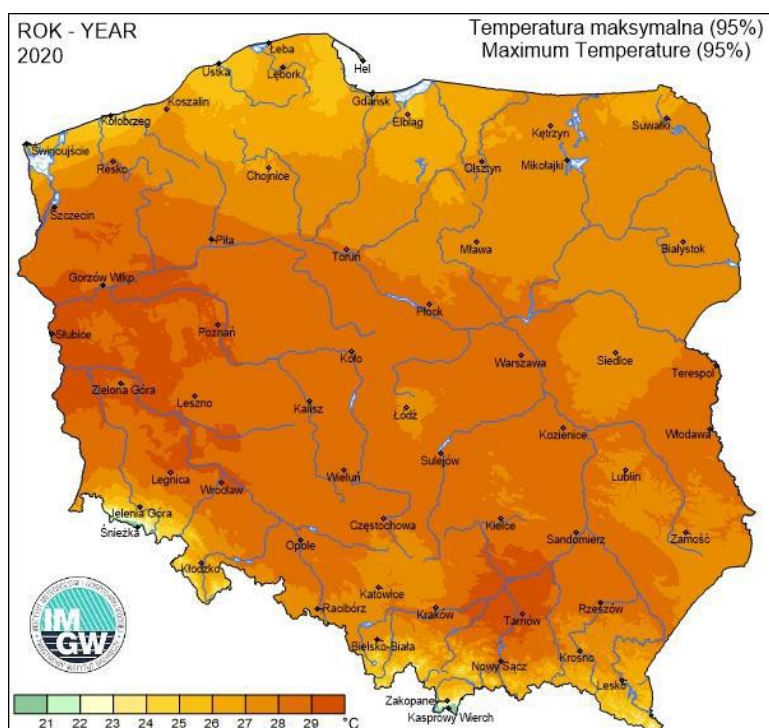 ROK - YEAR
2020
Temperatura maksymalna (95%)
Maximum Temperature (95%)
Łeba
Hel
Ustka
Lębork
Gdańsk
Koszalin
Kołobrzeg
Elbląg
Kętrzyn
Suwałki
Świnoujście
Resko
Chojnice
Olsztyn
Mikołajki
Szczecin
Piła
Toruń
Mława
Białystok
Gorzów Wlkp.
Płock
Słubice
Poznań
Koło
Warszawa
Siedlce
Terespol
Zielona Góra
Leszno
Kalisz
Łódź
Kozienice
Włodawa
Sulejów
Legnica
Wrocław
Wieluń
Lublin
Jelenia Góra
Śnieżka
Częstochowa
Kielce
Sandomierz
Zamość
Opole
Kłodzko
Katowice
Racibórz
Kraków
Tarnów
Rzeszów
Bielsko-Biała
Nowy Sącz
Krosno
Lesko
Zakopane
Kasprowy Wierch
IM
GW
21 22 23 24 25 26 27 28 29 °C